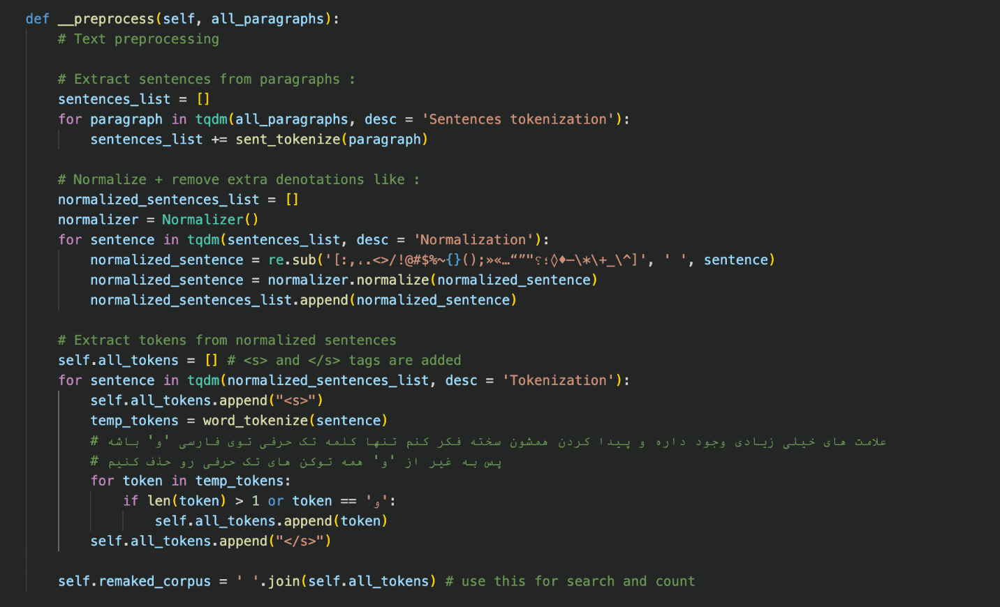 def __preprocess(self, all_paragraphs):
# Text preprocessing
# Extract sentences from paragraphs :
sentences_list = []
for paragraph in tqdm(all_paragraphs, desc = 'Sentences tokenization'):
sentences_list += sent_tokenize(paragraph)
# Normalize + remove extra denotations like :
normalized_sentences_list = []
normalizer = Normalizer()
for sentence in tqdm(sentences_list, desc = 'Normalization'):
normalized_sentence = re.sub('[:,،.<>/!@#$%~{}();»«…“”"؟؛◊♦—\*\+_\^]', ' ', sentence)
normalized_sentence = normalizer.normalize(normalized_sentence)
normalized_sentences_list.append(normalized_sentence)
# Extract tokens from normalized sentences
self.all_tokens = [] # <s> and </s> tags are added
for sentence in tqdm(normalized_sentences_list, desc = 'Tokenization'):
self.all_tokens.append("<s>")
temp_tokens = word_tokenize(sentence)
# علامت های خیلی زیادی وجود داره و پیدا کردن همشون سخته فکر کنم تنها کلمه تک حرفی توی فارسی 'و' باشه
# پس به غیر از 'و' همه توکن های تک حرفی رو حذف کنیم
for token in temp_tokens:
if len(token) > 1 or token == 'و':
self.all_tokens.append(token)
self.all_tokens.append("</s>")
self.remaked_corpus = ' '.join(self.all_tokens) # use this for search and count